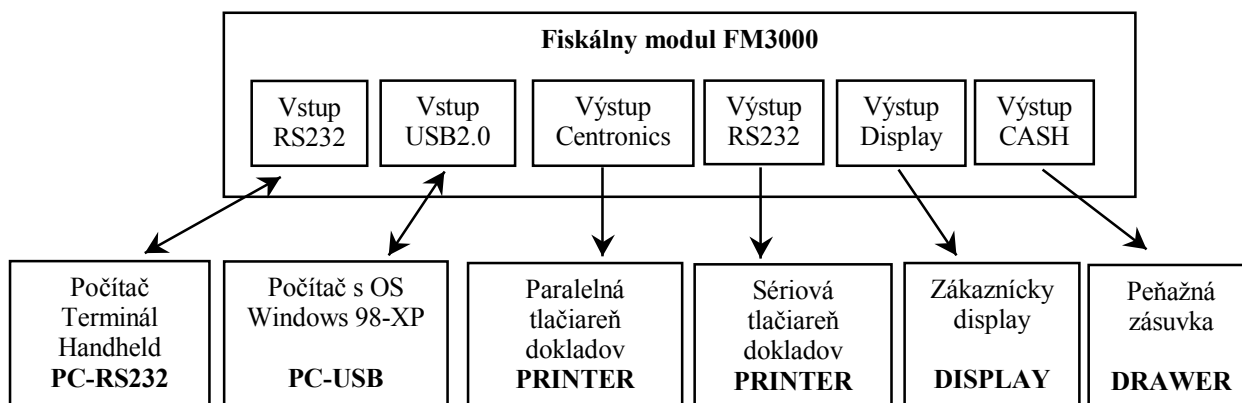 Fiskálny modul FM3000
Vstup
RS232
Vstup
USB2.0
Výstup
Centronics
Výstup
RS232
Výstup
Display
Výstup
CASH
Počítač
Terminál
Handheld
PC-RS232
Počítač s OS
Windows 98-XP
PC-USB
Paralelná
tlačiareň
dokladov
PRINTER
Sériová
tlačiareň
dokladov
PRINTER
Zákaznícky
display
DISPLAY
Peňažná
zásuvka
DRAWER